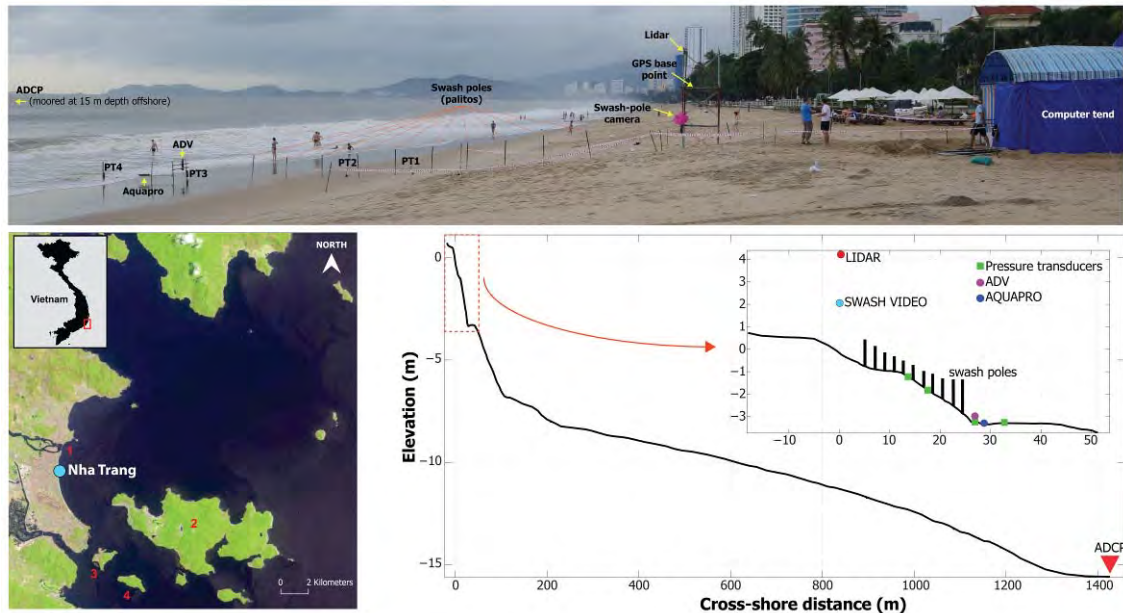 Lidar
GPS base
point
ADCP
(moored at 15 m depth offshore)
Swash poles
(palitos)
Swash-pole
camera
Computer tend
ADV
PT4
PT3
PT2
PT1
Aquapro
NORTH
Vietnam
1
Nha Trang
2
3
4
0 2 Kilometers
Elevation (m)
0
−5
−10
−15
0 200 400 600 800 1000 1200 1400
Cross-shore distance (m)
ADCP
4
3
2
1
0
−1
−2
−3
−10 0 10 20 30 40 50
LIDAR
SWASH VIDEO
Pressure transducers
ADV
AQUAPRO
swash poles